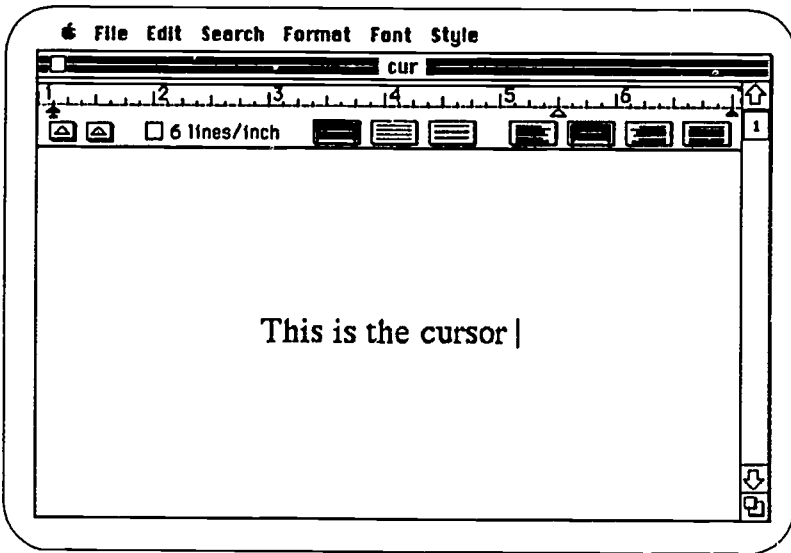 File Edit Search Format Font Style
cur
1 2 3 4 5 6
6 lines/inch
1
This is the cursor